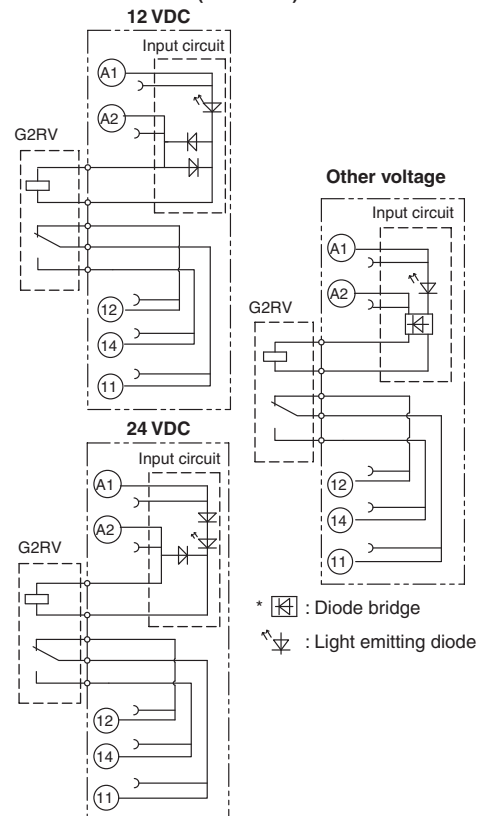 12 VDC
Input circuit
A1
A2
G2RV
12
14
11
Other voltage
Input circuit
A1
A2
G2RV
12
14
11
24 VDC
Input circuit
A1
A2
G2RV
12
14
11
* : Diode bridge
: Light emitting diode